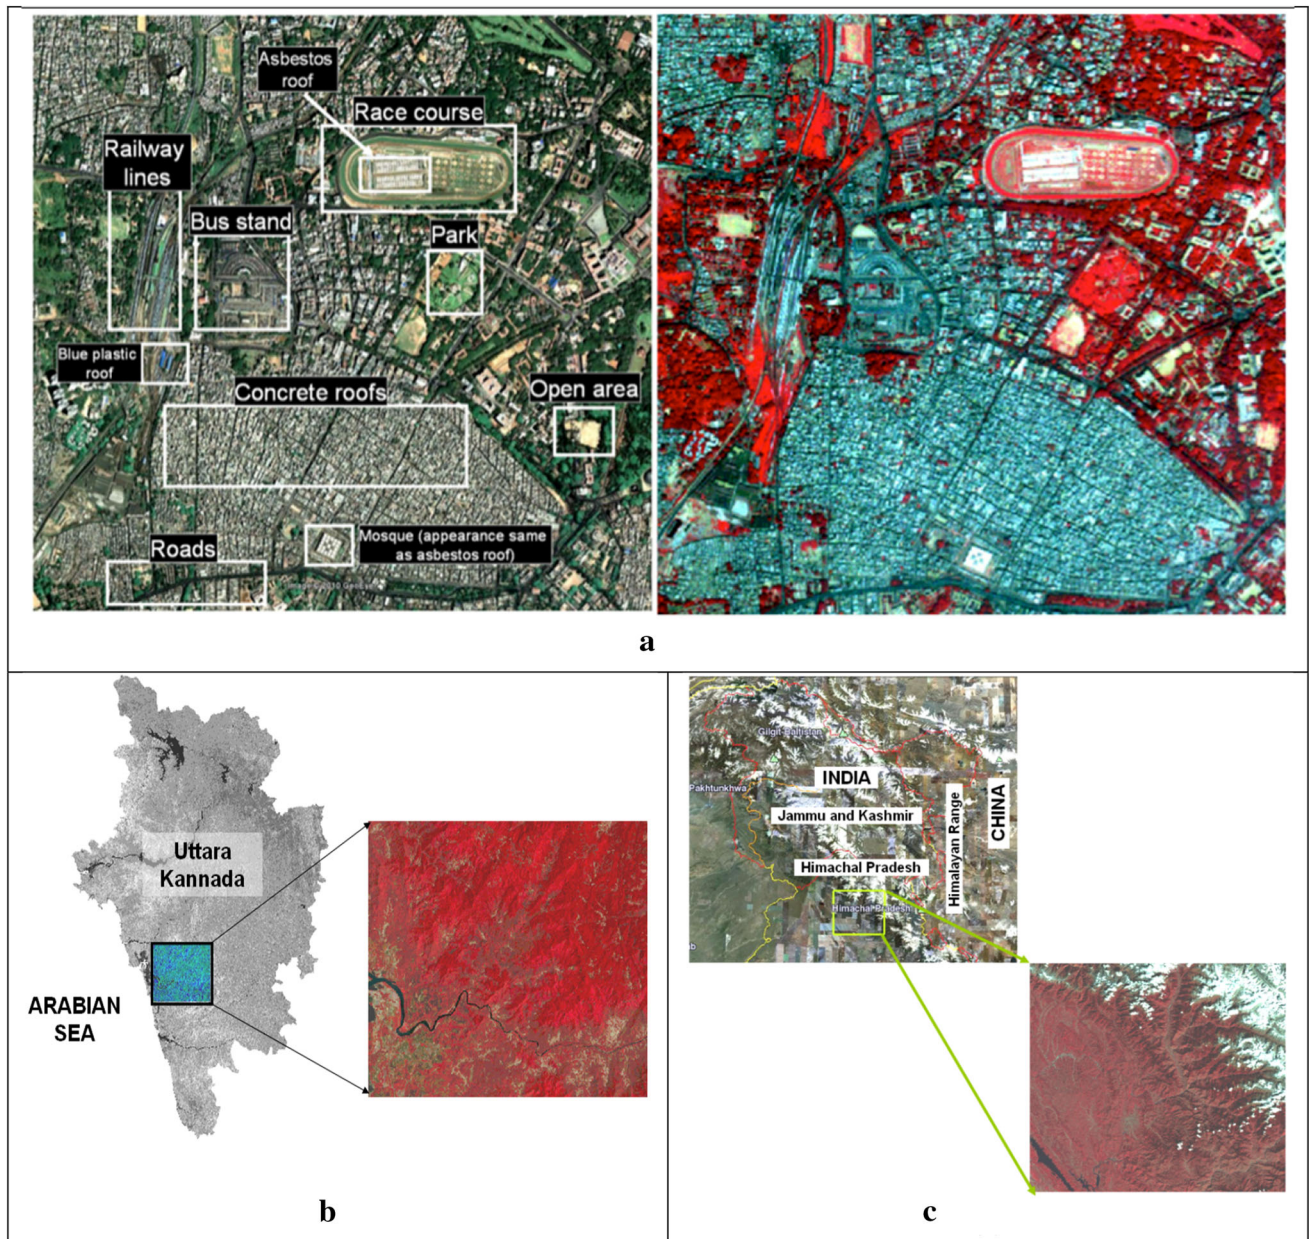 Asbestos
roof
Race course
Railway
lines
Bus stand
Park
Blue plastic
roof
Concrete roofs
Open area
Mosque (appearance same
as asbestos roof)
Roads
a
Uttara
Kannada
ARABIAN
SEA
b
Gilgit-Baltistan
INDIA
Pakhtunkhwa
Jammu and Kashmir
Himachal Pradesh
Himalayan Range
CHINA
Himachal Pradesh
ab
c